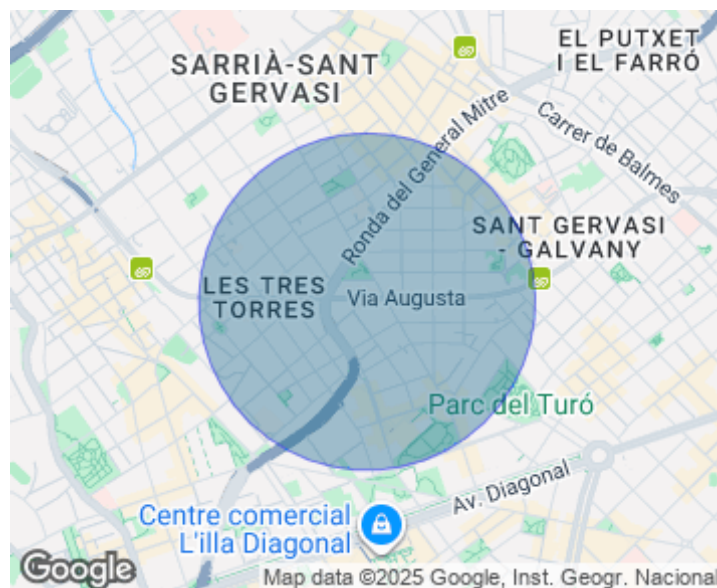 EL PUTXET
I EL FARRÓ
SARRIÀ-SANT
GERVASI
Ronda del General Mitre
Carrer de Balmes
SANT GERVASI
- GALVANY
LES TRES
TORRES
Via Augusta
Parc del Turó
Av. Diagonal
Centre comercial
L'illa Diagonal
Google
Map data ©2025 Google, Inst. Geogr. Nacional